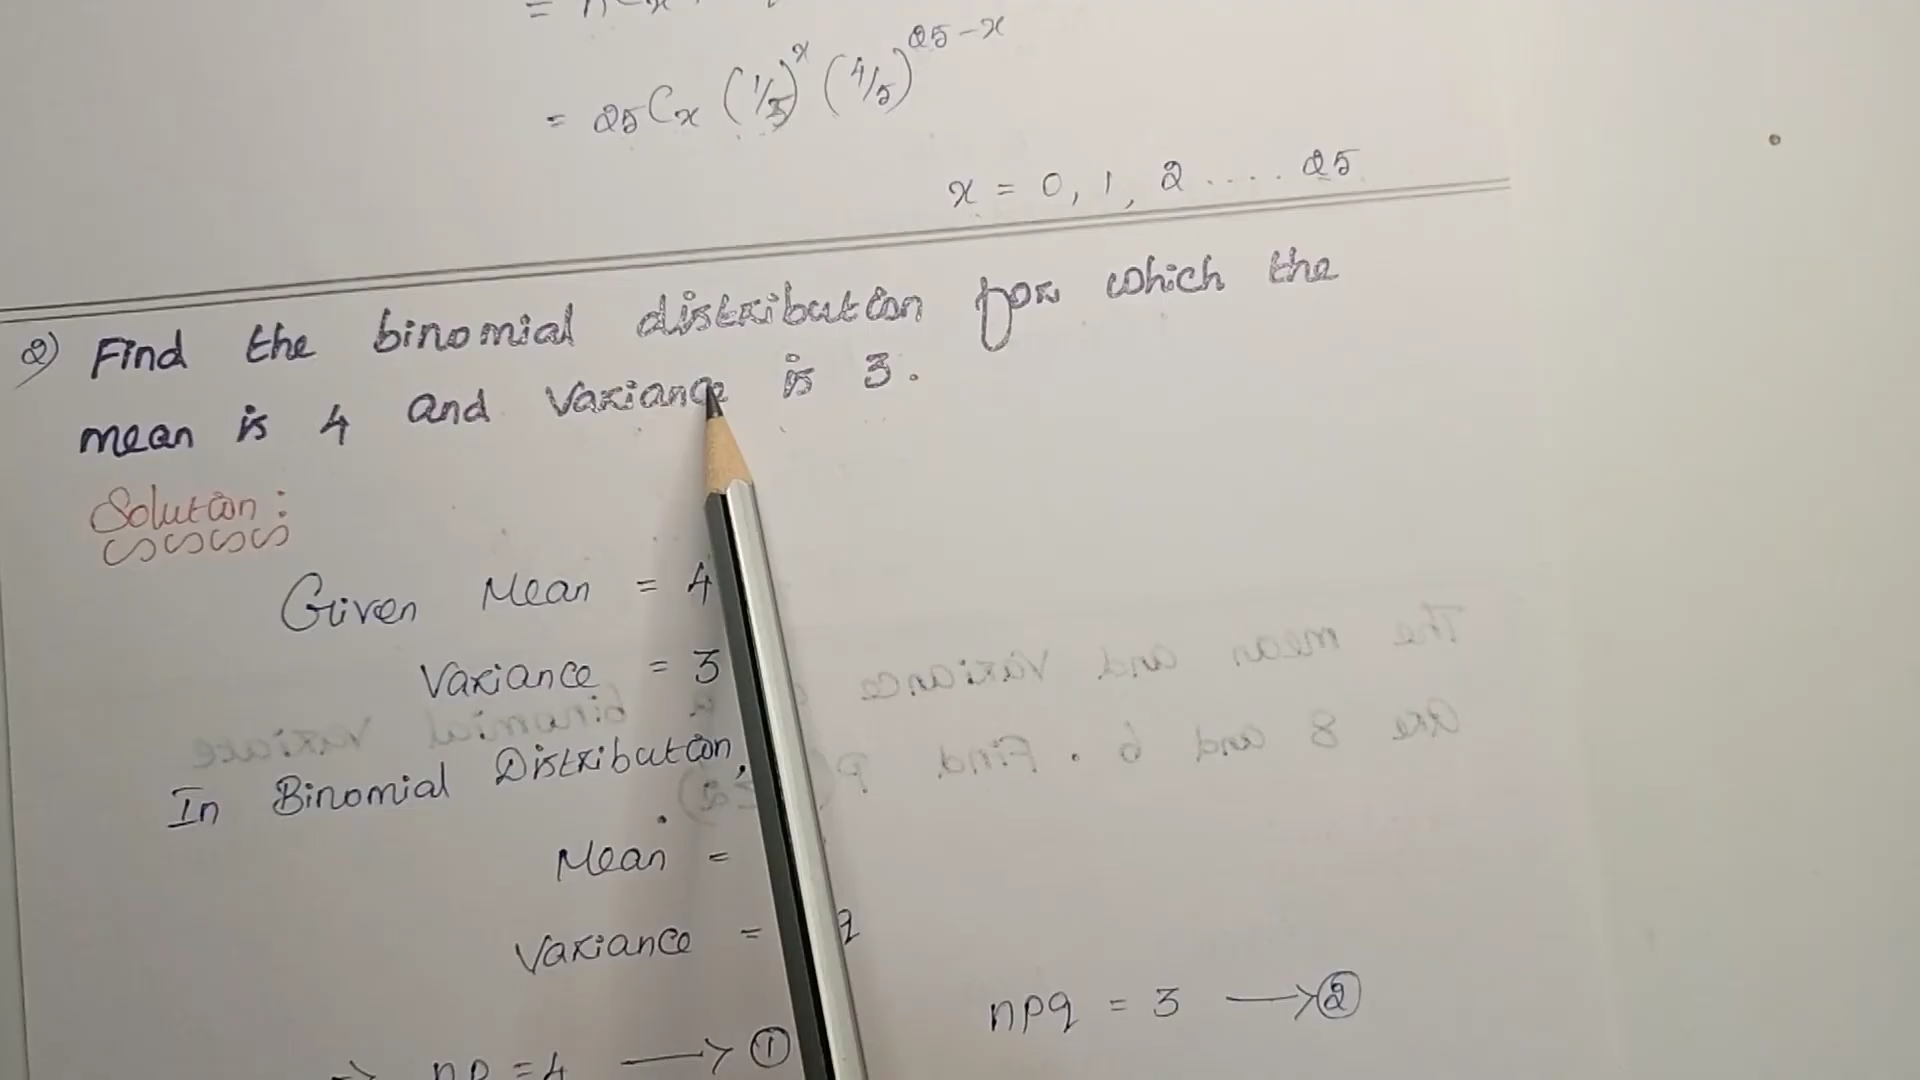 = 25Cx (1/5)^x (4/5)^25-x
x = 0, 1, 2 .... 25
2) Find the binomial distribution for which the
mean is 4 and Variance is 3.
Solution:
Given Mean = 4
Variance = 3
In Binomial Distribution,
Mean =
Variance = q
npq = 3 → ②
⇒ np = 4 → ①